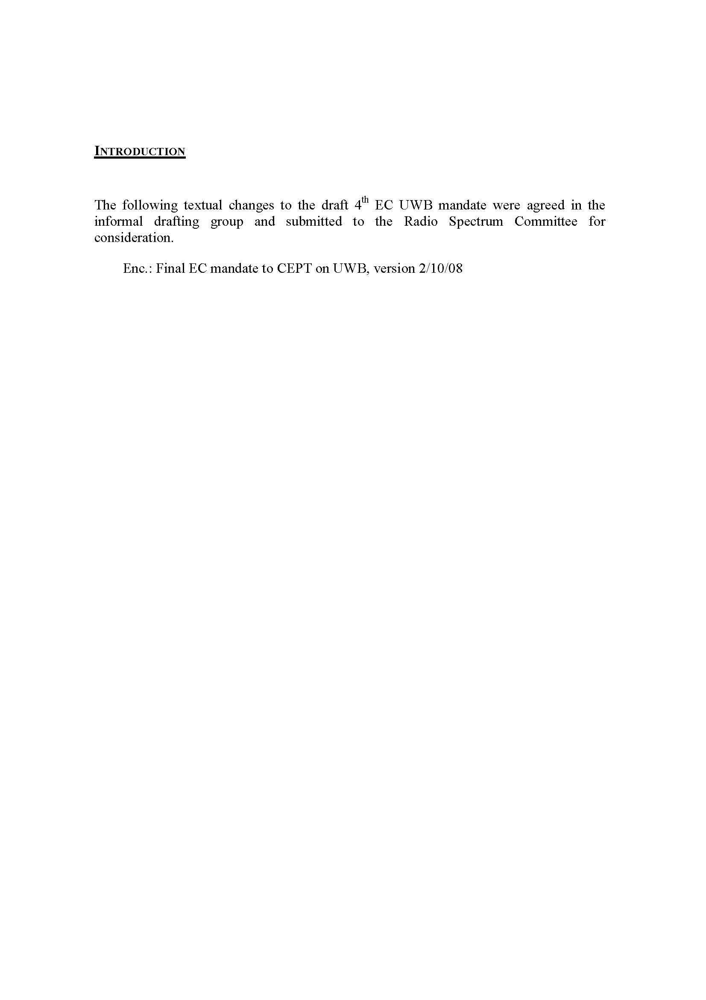 INTRODUCTION
The following textual changes to the draft 4th EC UWB mandate were agreed in the
informal drafting group and submitted to the Radio Spectrum Committee for
consideration.
Enc.: Final EC mandate to CEPT on UWB, version 2/10/08